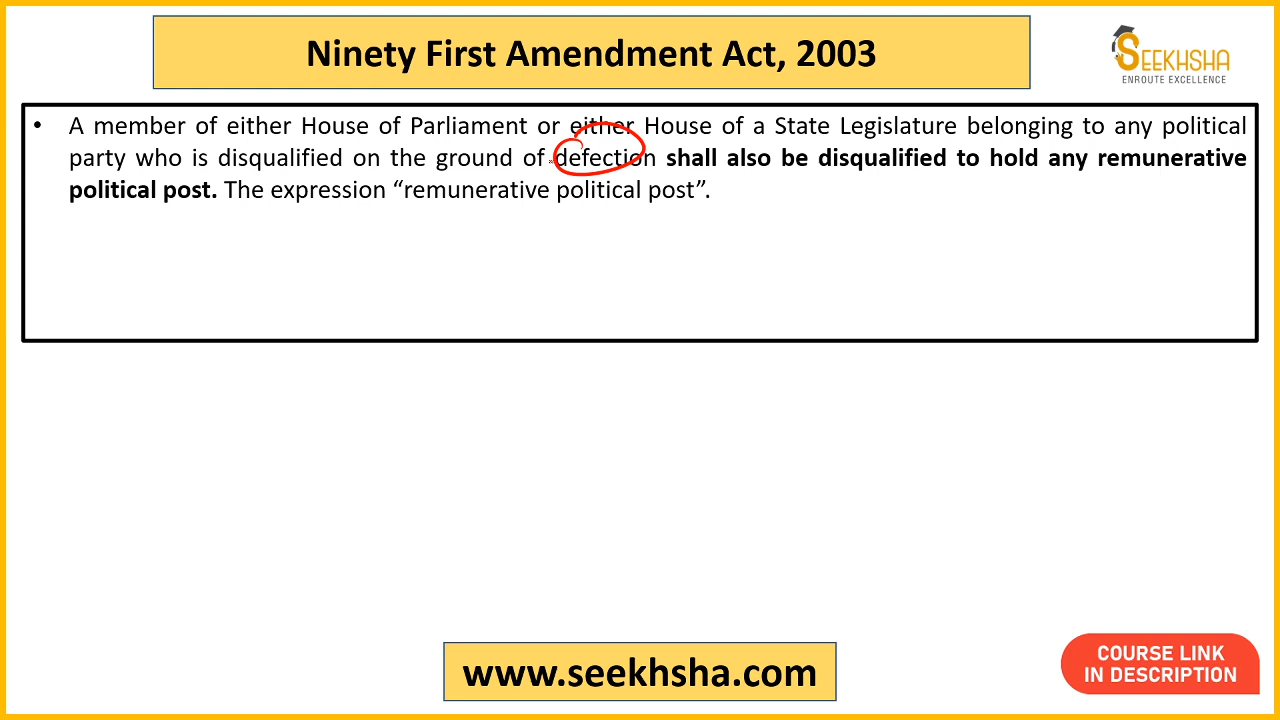 Ninety First Amendment Act, 2003
SEEKHSHA
ENROUTE EXCELLENCE
• A member of either House of Parliament or either House of a State Legislature belonging to any political
party who is disqualified on the ground of defection shall also be disqualified to hold any remunerative
political post. The expression “remunerative political post”.
www.seekhsha.com
COURSE LINK
IN DESCRIPTION